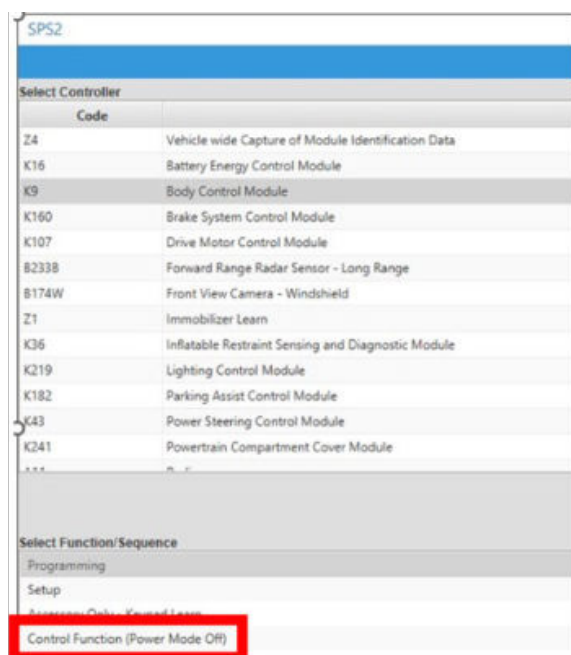 SPS2
Select Controller
Code
Z4 Vehicle wide Capture of Module Identification Data
K16 Battery Energy Control Module
K9 Body Control Module
K160 Brake System Control Module
K107 Drive Motor Control Module
B233B Forward Range Radar Sensor - Long Range
B174W Front View Camera - Windshield
Z1 Immobilizer Learn
K36 Inflatable Restraint Sensing and Diagnostic Module
K219 Lighting Control Module
K182 Parking Assist Control Module
K43 Power Steering Control Module
K241 Powertrain Compartment Cover Module
Select Function/Sequence
Programming
Setup
Accessory Only - Keypad Learn
Control Function (Power Mode Off)